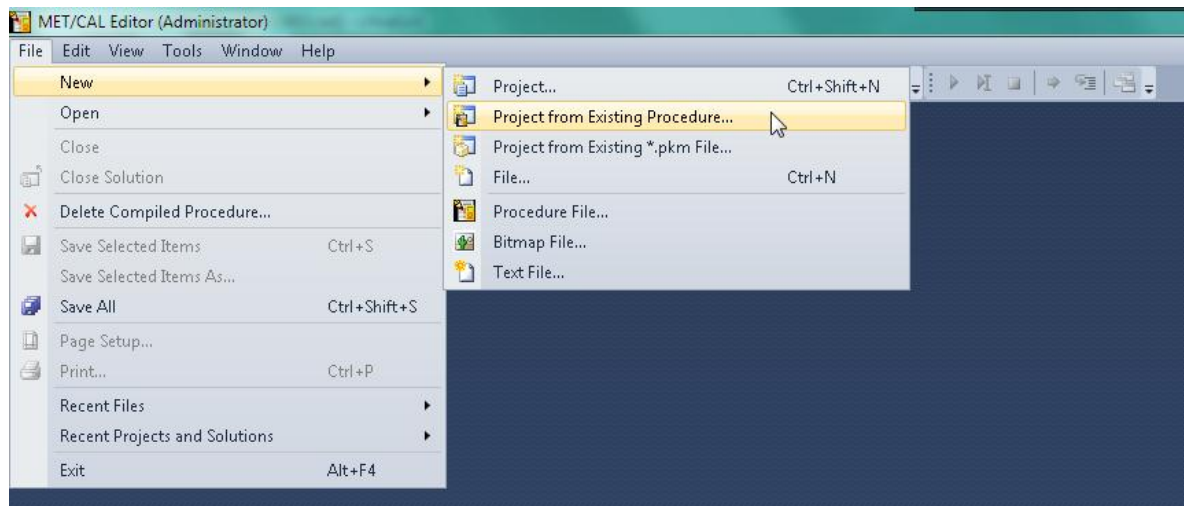 MET/CAL Editor (Administrator)
File Edit View Tools Window Help
New
Open
Close
Close Solution
Delete Compiled Procedure...
Save Selected Items Ctrl+S
Save Selected Items As...
Save All Ctrl+Shift+S
Page Setup...
Print... Ctrl+P
Recent Files
Recent Projects and Solutions
Exit Alt+F4
Project... Ctrl+Shift+N
Project from Existing Procedure...
Project from Existing *.pkm File...
File... Ctrl+N
Procedure File...
Bitmap File...
Text File...